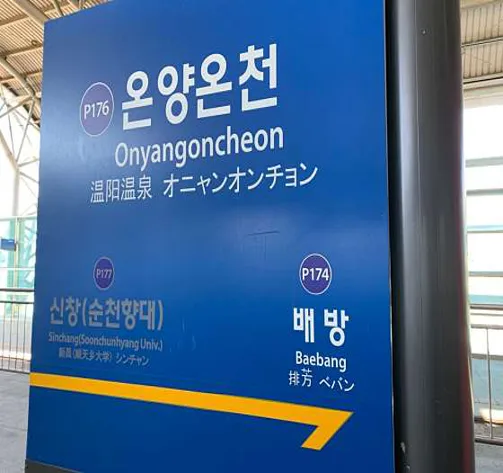 P176 온양온천
Onyangoncheon
温阳温泉 オニャンオンチョン
P177
신창(순천향대)
Sinchang(Soonchunhyang Univ.)
新昌(顺天乡大学) シンチャン
P174
배방
Baebang
排芳 ベバン